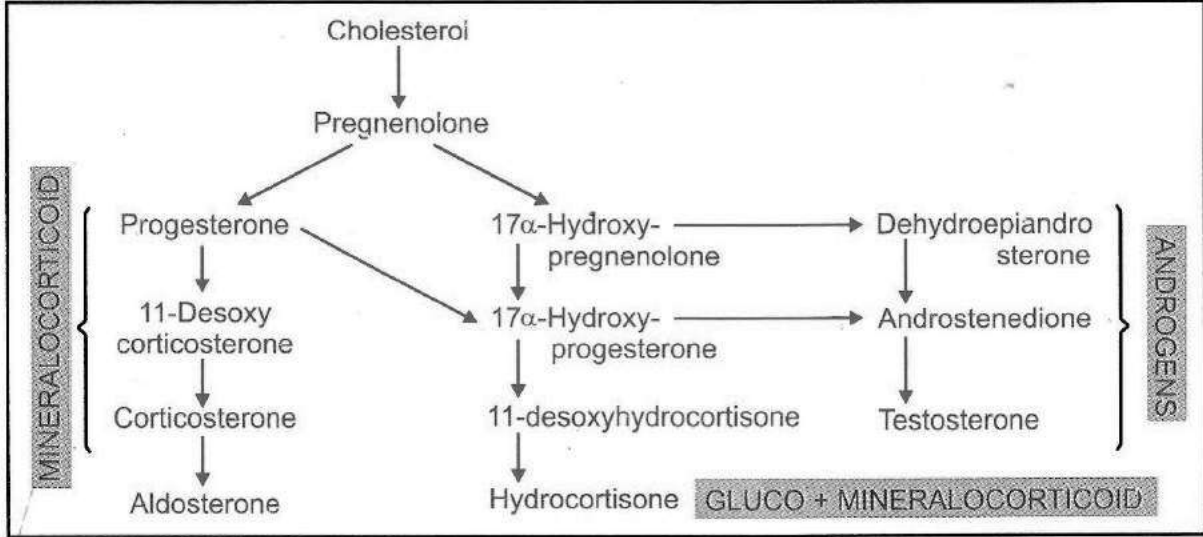 Cholesteroi
Pregnenolone
MINERALOCORTICOID
Progesterone
17α-Hydroxy-
pregnenolone
Dehydroepiandro
sterone
11-Desoxy
corticosterone
17α-Hydroxy-
progesterone
Androstenedione
Corticosterone
11-desoxyhydrocortisone
Testosterone
ANDROGENS
Aldosterone
Hydrocortisone GLUCO + MINERALOCORTICOID